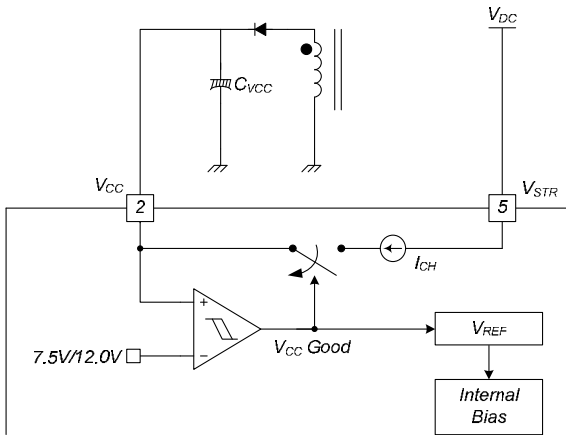 V_DC
C_VCC
V_CC
2
5
V_STR
I_CH
+
7.5V/12.0V
−
V_CC Good
V_REF
Internal
Bias